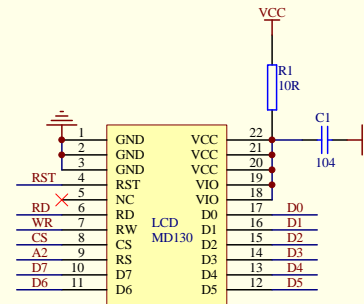 VCC
R1
10R
C1
104
1 GND VCC 22
2 GND VCC 21
3 GND VCC 20
RST 4 RST VIO 19
5 NC VIO 18
RD 6 RD D0 17 D0
WR 7 RW LCD D1 16 D1
CS 8 CS MD130 D2 15 D2
A2 9 RS D3 14 D3
D7 10 D7 D4 13 D4
D6 11 D6 D5 12 D5